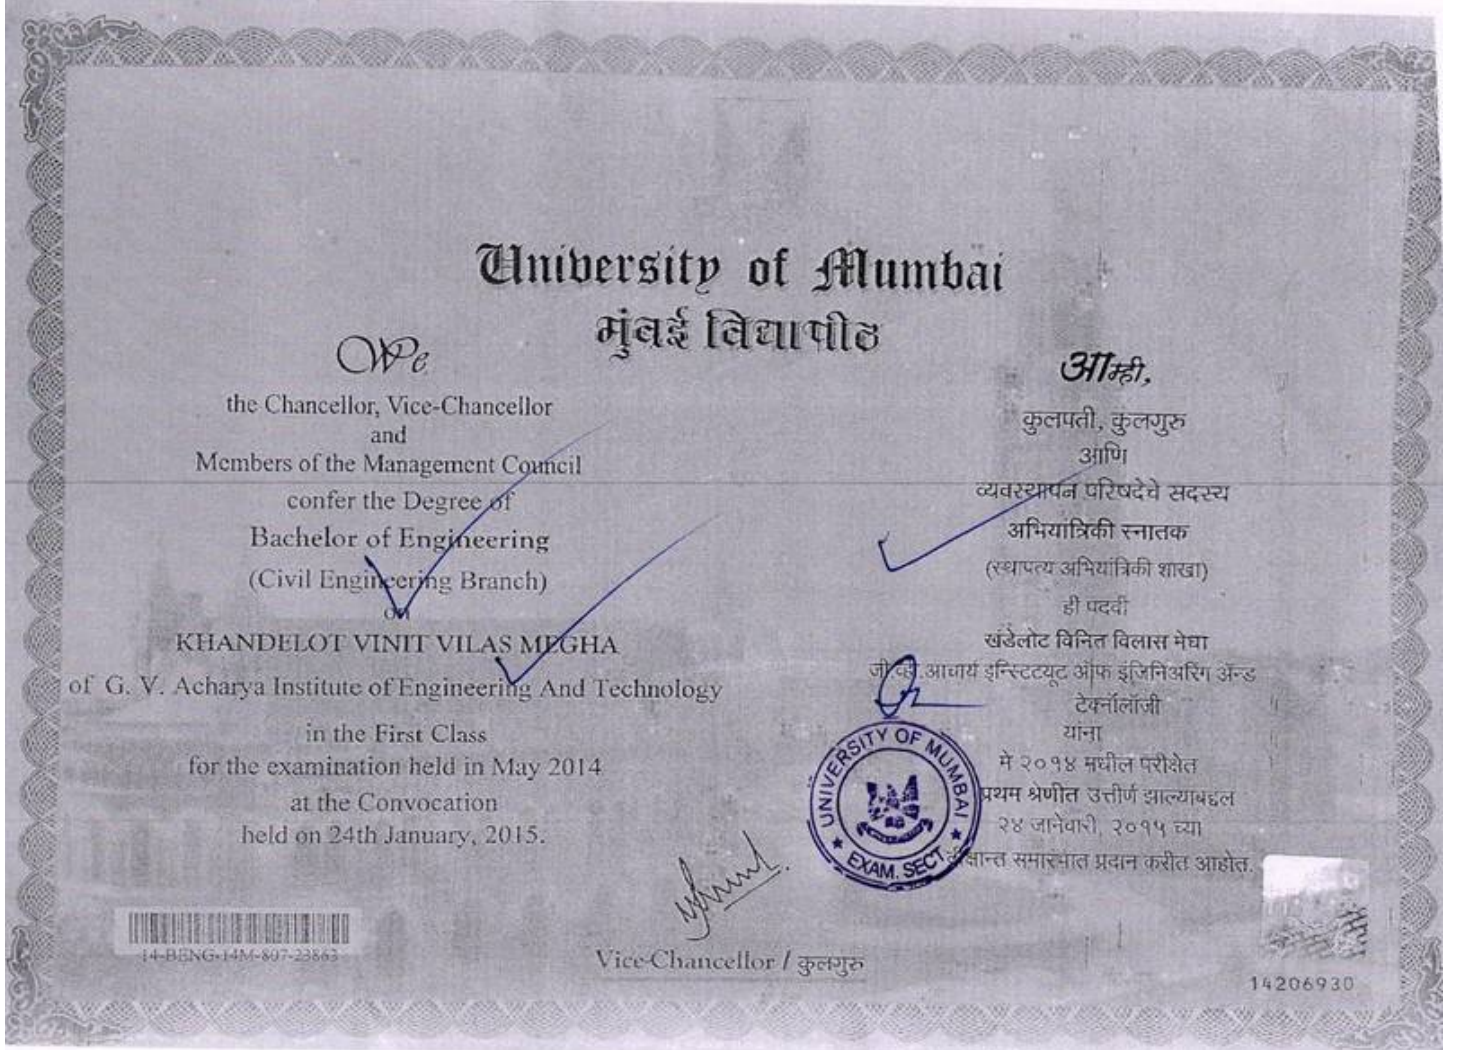 University of Mumbai
मुंबई विद्यापीठ
We
the Chancellor, Vice-Chancellor
and
Members of the Management Council
confer the Degree of
Bachelor of Engineering
(Civil Engineering Branch)
on
KHANDELOT VINIT VILAS MEGHA
of G. V. Acharya Institute of Engineering And Technology
in the First Class
for the examination held in May 2014
at the Convocation
held on 24th January, 2015.
14-BENG-14M-807-23863
आम्ही,
कुलपती, कुलगुरु
आणि
व्यवस्थापन परिषदेचे सदस्य
अभियांत्रिकी स्नातक
(स्थापत्य अभियांत्रिकी शाखा)
ही पदवी
खंडेलोट विनित विलास मेघा
जी.व्ही.आचार्य इन्स्टिटयूट ऑफ इंजिनिअरिंग ॲन्ड
टेक्नॉलॉजी
यांना
मे २०१४ मधील परीक्षेत
प्रथम श्रेणीत उत्तीर्ण झाल्याबद्दल
२४ जानेवारी, २०१५ च्या
समारंभात प्रदान करीत आहोत.
UNIVERSITY OF MUMBAI
EXAM. SECT.
Vice-Chancellor / कुलगुरु
14206930